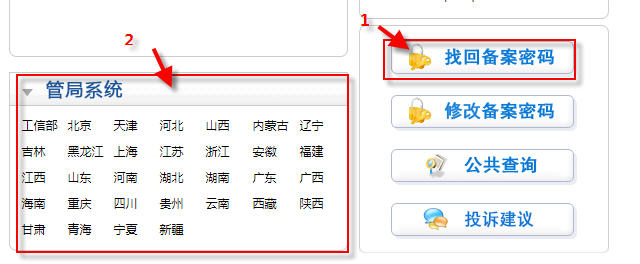 2
管局系统
工信部 北京 天津 河北 山西 内蒙古 辽宁
吉林 黑龙江 上海 江苏 浙江 安徽 福建
江西 山东 河南 湖北 湖南 广东 广西
海南 重庆 四川 贵州 云南 西藏 陕西
甘肃 青海 宁夏 新疆
1
找回备案密码
修改备案密码
公共查询
投诉建议